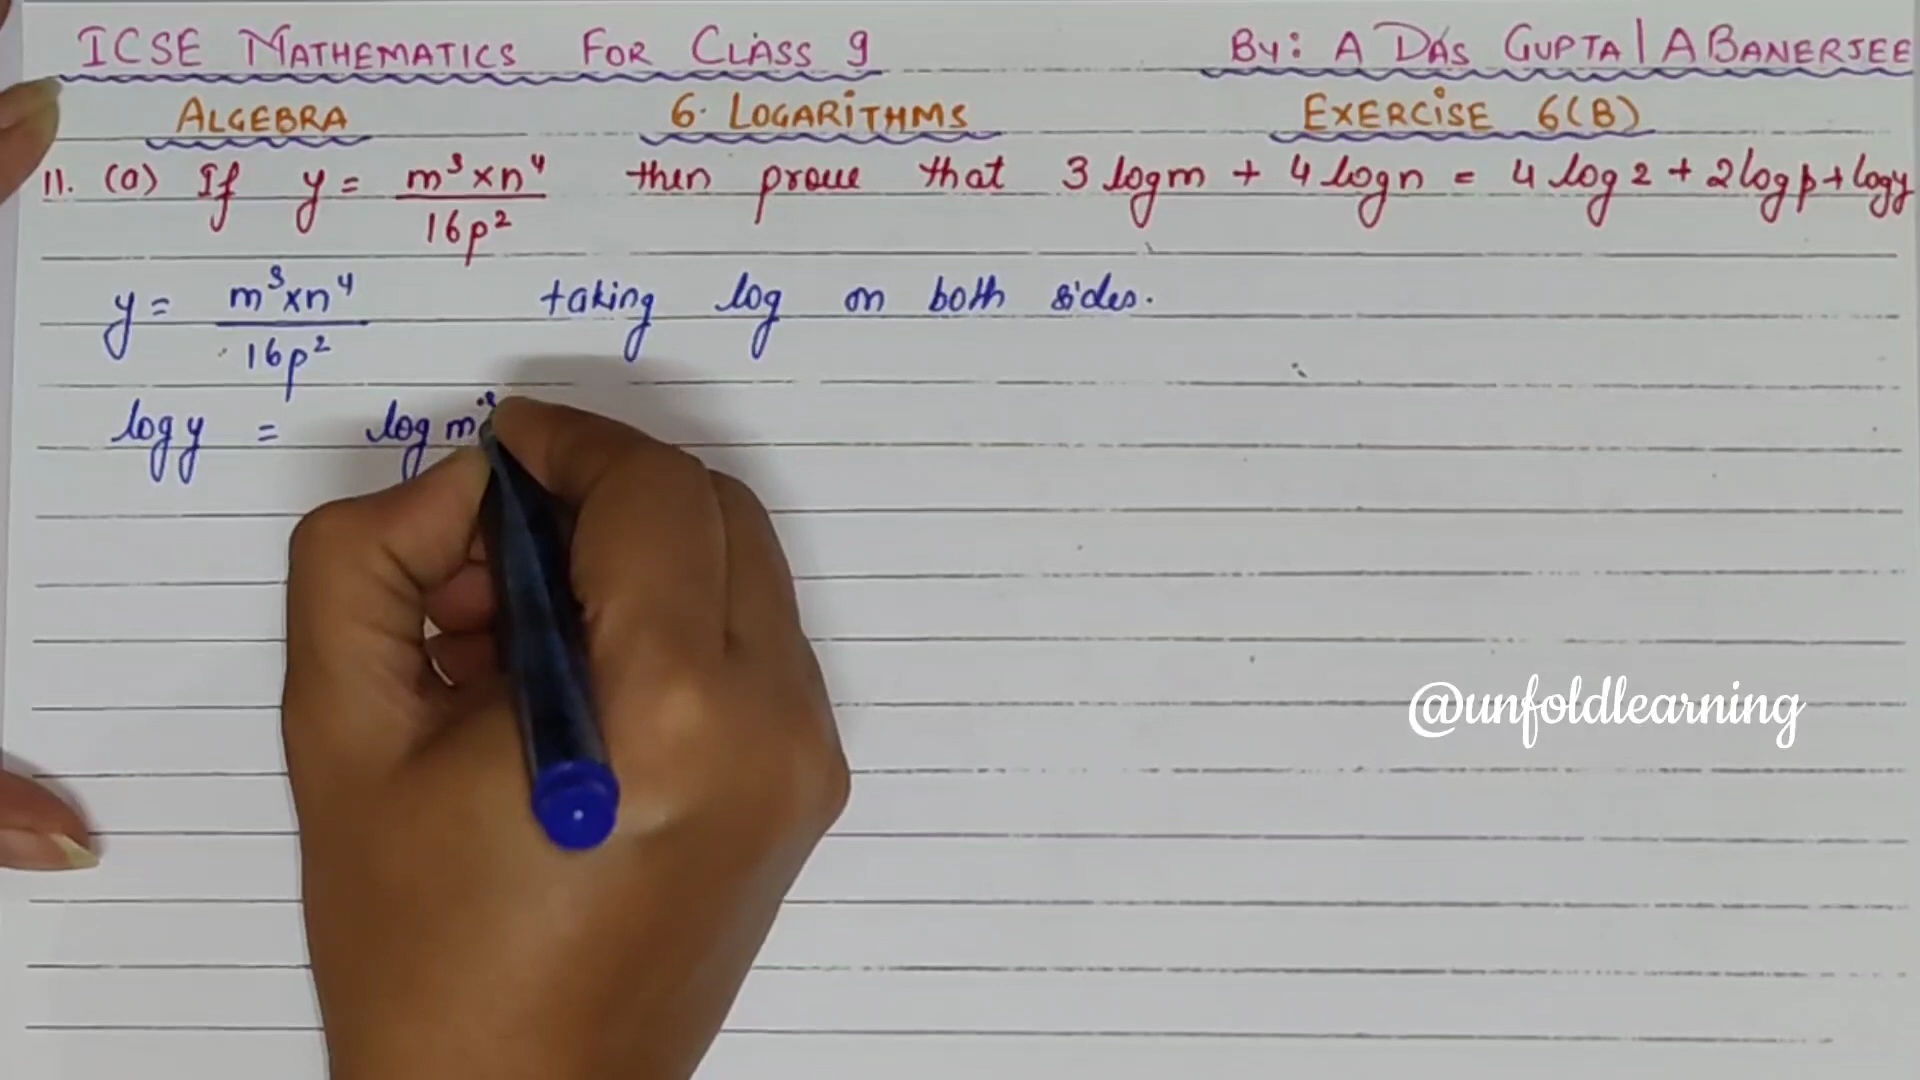 ICSE MATHEMATICS FOR CLASS 9 BY: A DAS GUPTA | A BANERJEE
ALGEBRA 6. LOGARITHMS EXERCISE 6(B)
11. (a) If y = m³×n⁴ / 16p² then prove that 3 log m + 4 log n = 4 log 2 + 2 log p + log y
y = m³×n⁴ / 16p² taking log on both sides.
log y = log m³
@unfoldlearning